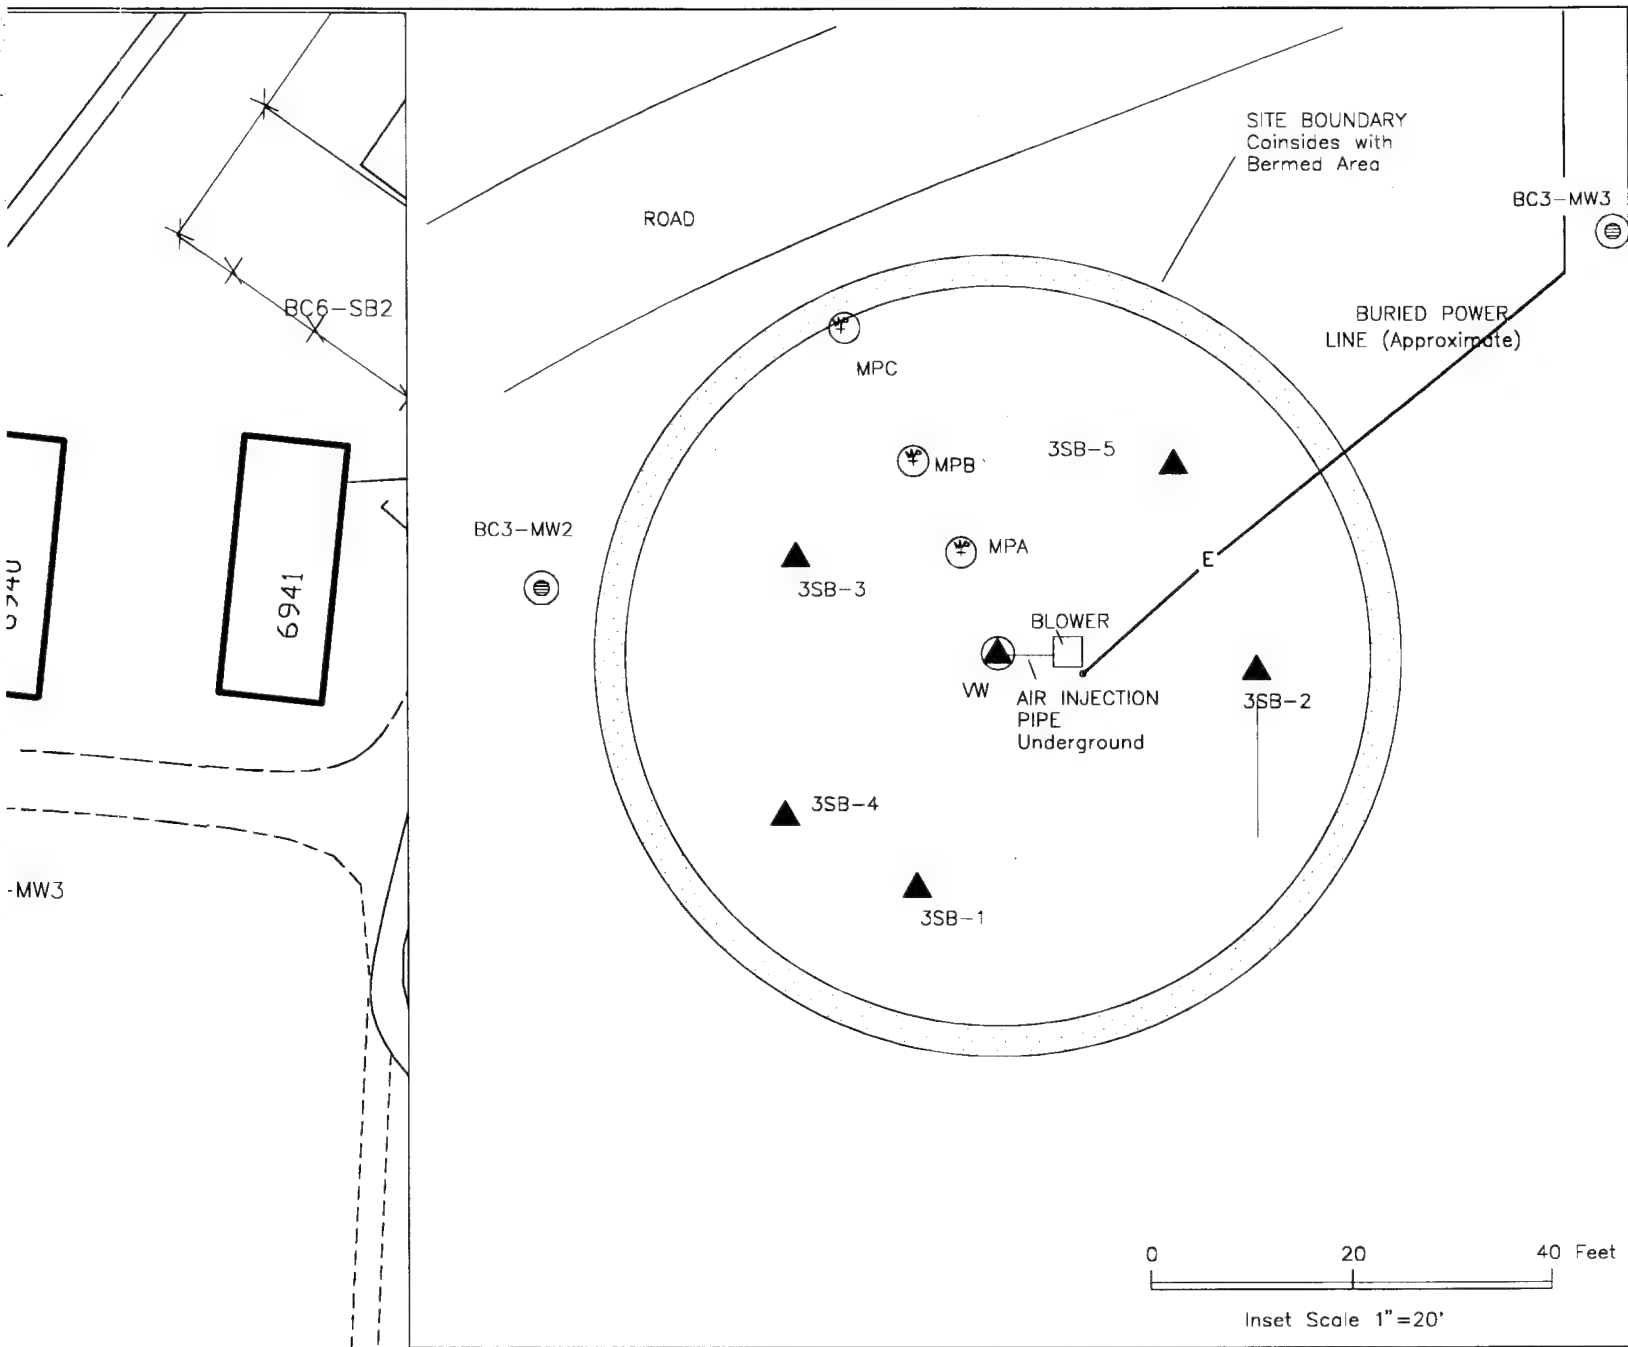 SITE BOUNDARY
Coinsides with
Bermed Area
BC3-MW3
ROAD
BC6-SB2
BURIED POWER
LINE (Approximate)
MPC
3SB-5
MPB
BC3-MW2
MPA
E
3SB-3
6941
BLOWER
VW
AIR INJECTION
PIPE
Underground
3SB-2
3SB-4
-MW3
3SB-1
0 20 40 Feet
Inset Scale 1"=20'